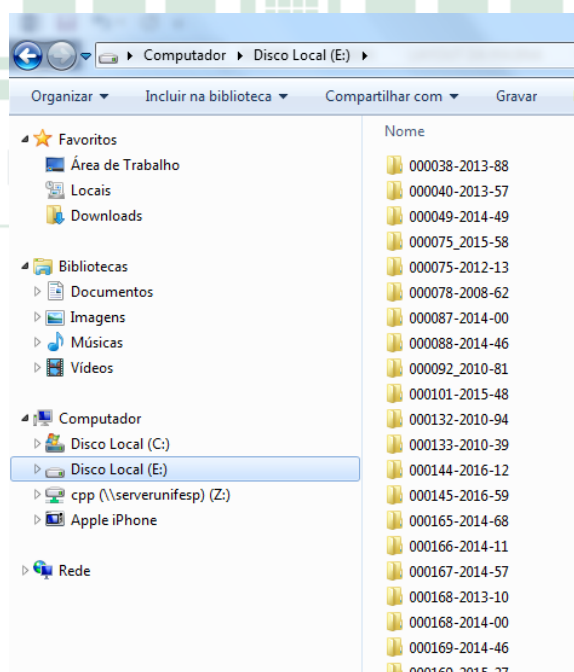 Computador
Disco Local (E:)
Organizar
Incluir na biblioteca
Compartilhar com
Gravar
Favoritos
Área de Trabalho
Locais
Downloads
Bibliotecas
Documentos
Imagens
Músicas
Vídeos
Computador
Disco Local (C:)
Disco Local (E:)
cpp (\\serverunifesp) (Z:)
Apple iPhone
Rede
Nome
000038-2013-88
000040-2013-57
000049-2014-49
000075_2015-58
000075-2012-13
000078-2008-62
000087-2014-00
000088-2014-46
000092_2010-81
000101-2015-48
000132-2010-94
000133-2010-39
000144-2016-12
000145-2016-59
000165-2014-68
000166-2014-11
000167-2014-57
000168-2013-10
000168-2014-00
000169-2014-46